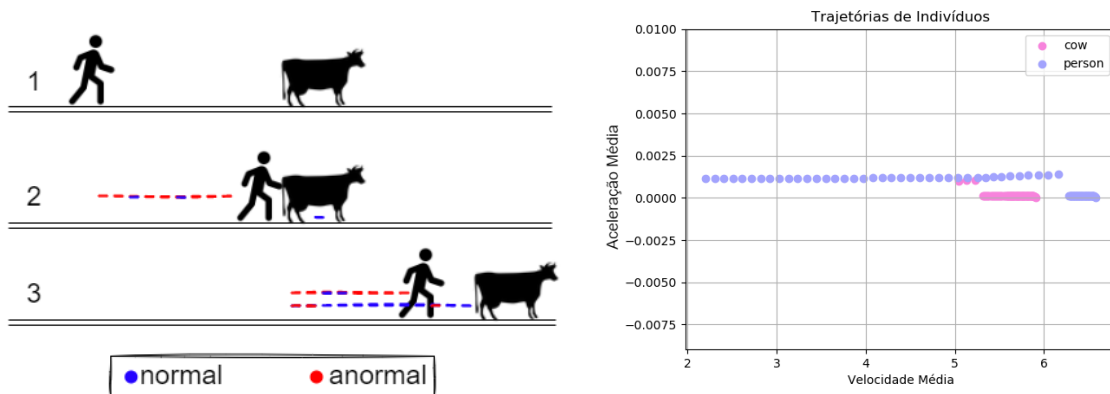 1
2
3
normal anormal
Trajetórias de Indivíduos
cow
person
Aceleração Média
0.0100
0.0075
0.0050
0.0025
0.0000
−0.0025
−0.0050
−0.0075
2 3 4 5 6
Velocidade Média